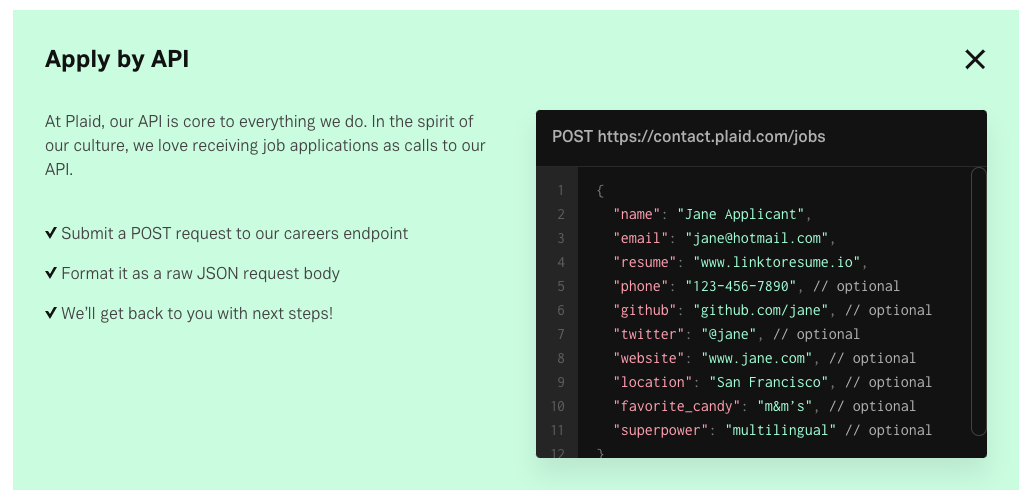 Apply by API
At Plaid, our API is core to everything we do. In the spirit of
our culture, we love receiving job applications as calls to our
API.
✔ Submit a POST request to our careers endpoint
✔ Format it as a raw JSON request body
✔ We'll get back to you with next steps!
POST https://contact.plaid.com/jobs
1 {
2 "name": "Jane Applicant",
3 "email": "jane@hotmail.com",
4 "resume": "www.linktoresume.io",
5 "phone": "123-456-7890", // optional
6 "github": "github.com/jane", // optional
7 "twitter": "@jane", // optional
8 "website": "www.jane.com", // optional
9 "location": "San Francisco", // optional
10 "favorite_candy": "m&m's", // optional
11 "superpower": "multilingual" // optional
12 }